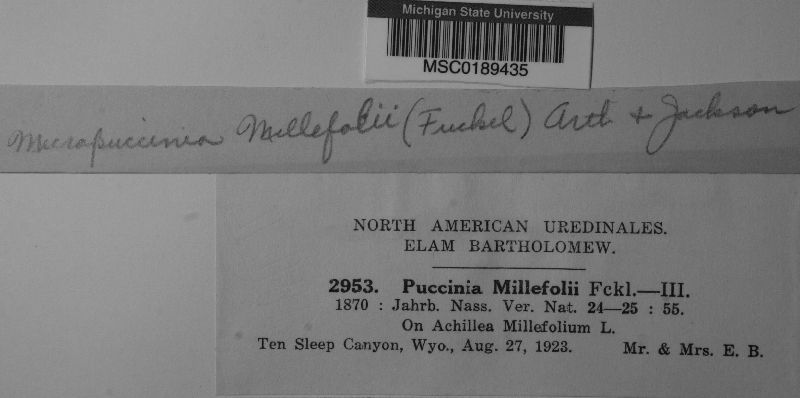 Michigan State University
MSC0189435
Micropuccinia Millefolii (Fuckel) Arth + Jackson
NORTH AMERICAN UREDINALES.
ELAM BARTHOLOMEW.
2953. Puccinia Millefolii Fckl.—III.
1870 : Jahrb. Nass. Ver. Nat. 24—25 : 55.
On Achillea Millefolium L.
Ten Sleep Canyon, Wyo., Aug. 27, 1923. Mr. & Mrs. E. B.